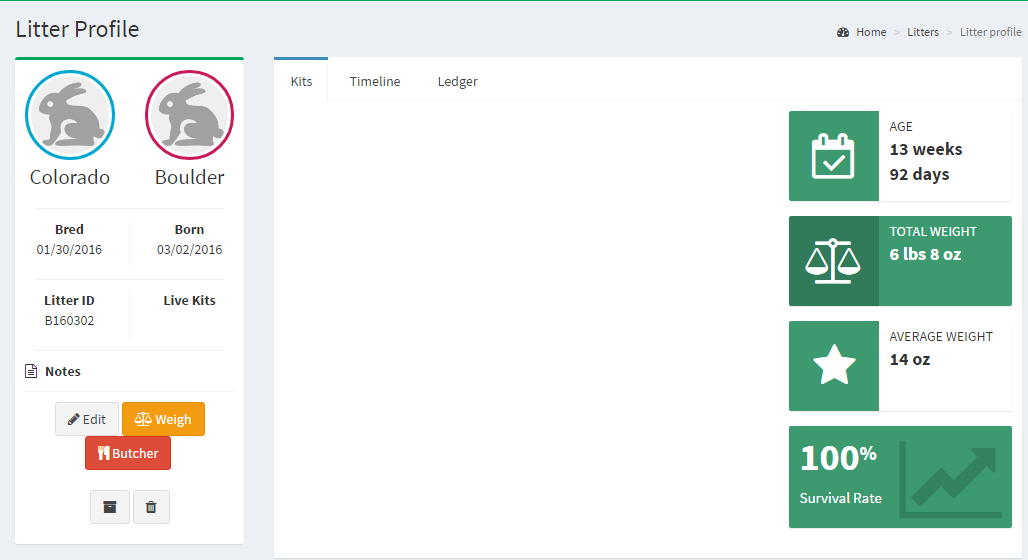 Litter Profile
Home > Litters > Litter profile
Colorado Boulder
Bred Born
01/30/2016 03/02/2016
Litter ID Live Kits
B160302
Notes
Edit Weigh
Butcher
Kits Timeline Ledger
AGE
13 weeks
92 days
TOTAL WEIGHT
6 lbs 8 oz
AVERAGE WEIGHT
14 oz
100%
Survival Rate